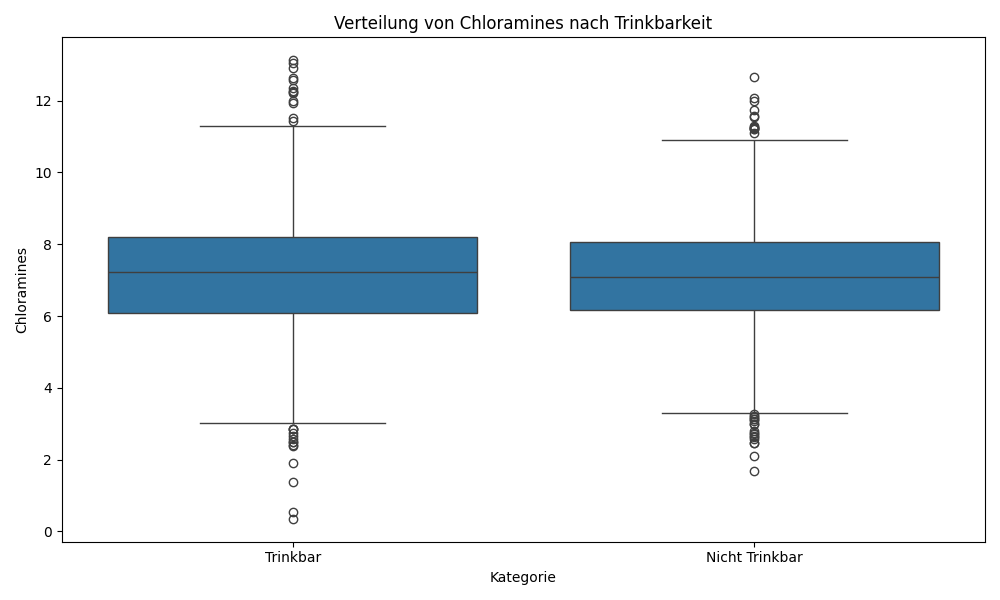 Verteilung von Chloramines nach Trinkbarkeit
Chloramines
12
10
8
6
4
2
0
Trinkbar
Nicht Trinkbar
Kategorie